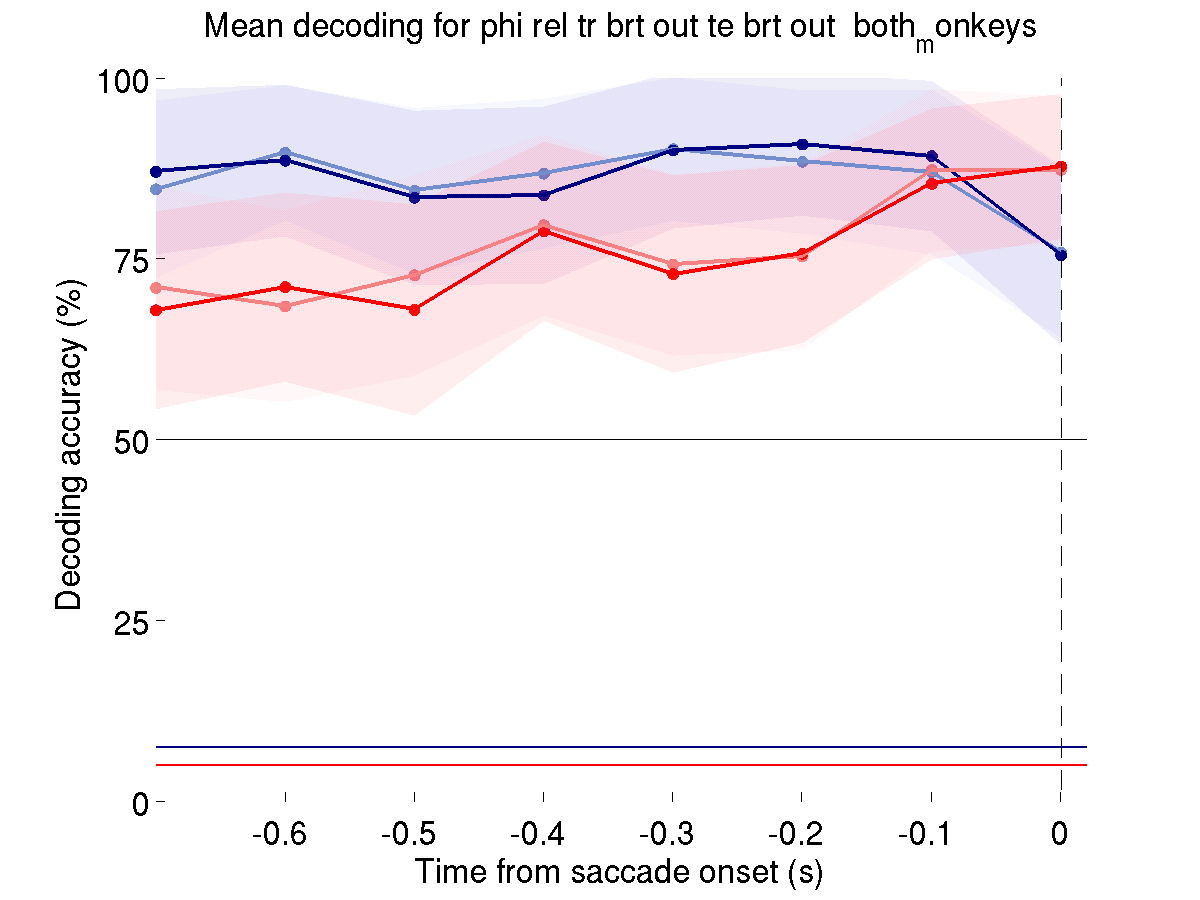 Mean decoding for phi rel tr brt out te brt out both_monkeys
100
75
50
25
0
Decoding accuracy (%)
-0.6 -0.5 -0.4 -0.3 -0.2 -0.1 0
Time from saccade onset (s)